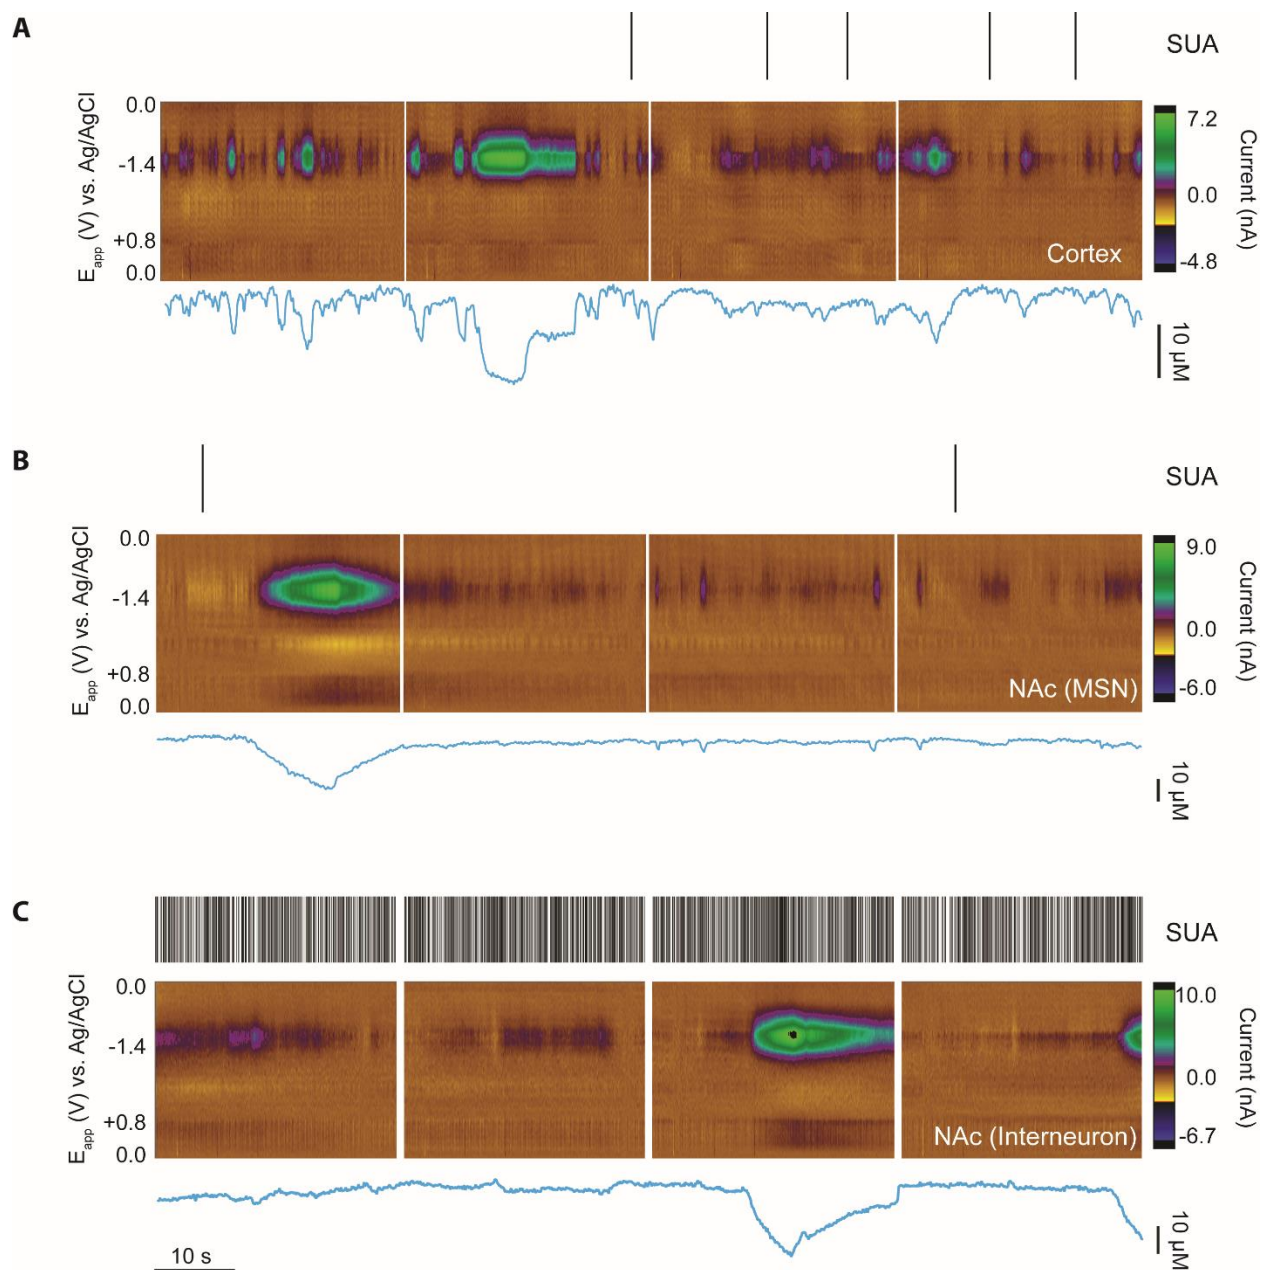 A
SUA
E_app (V) vs. Ag/AgCl
0.0
-1.4
+0.8
0.0
Cortex
7.2
0.0
-4.8
Current (nA)
10 µM
B
SUA
E_app (V) vs. Ag/AgCl
0.0
-1.4
+0.8
0.0
NAc (MSN)
9.0
0.0
-6.0
Current (nA)
10 µM
C
SUA
E_app (V) vs. Ag/AgCl
0.0
-1.4
+0.8
0.0
NAc (Interneuron)
10.0
0.0
-6.7
Current (nA)
10 µM
10 s